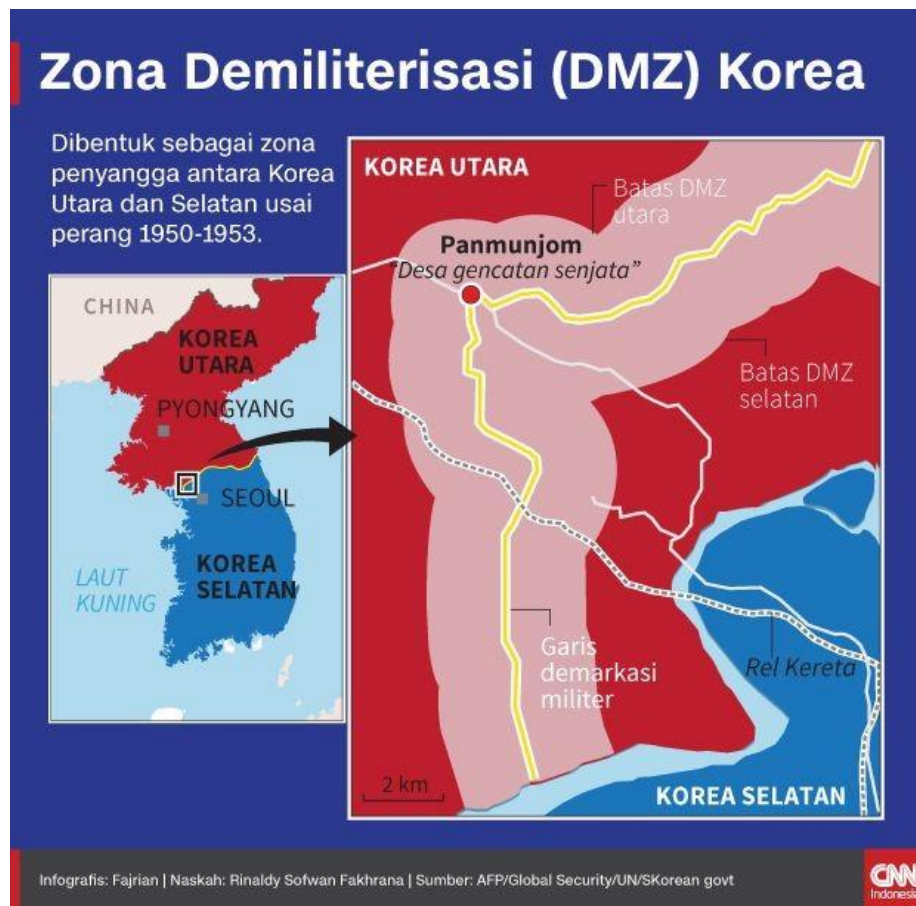 Zona Demiliterisasi (DMZ) Korea
Dibentuk sebagai zona
penyangga antara Korea
Utara dan Selatan usai
perang 1950-1953.
CHINA
KOREA
UTARA
PYONGYANG
SEOUL
KOREA
SELATAN
LAUT
KUNING
KOREA UTARA
Batas DMZ
utara
Panmunjom
"Desa gencatan senjata"
Batas DMZ
selatan
Garis
demarkasi
militer
Rel Kereta
2 km
KOREA SELATAN
Infografis: Fajrian | Naskah: Rinaldy Sofwan Fakhrana | Sumber: AFP/Global Security/UN/SKorean govt
CNN
Indonesia